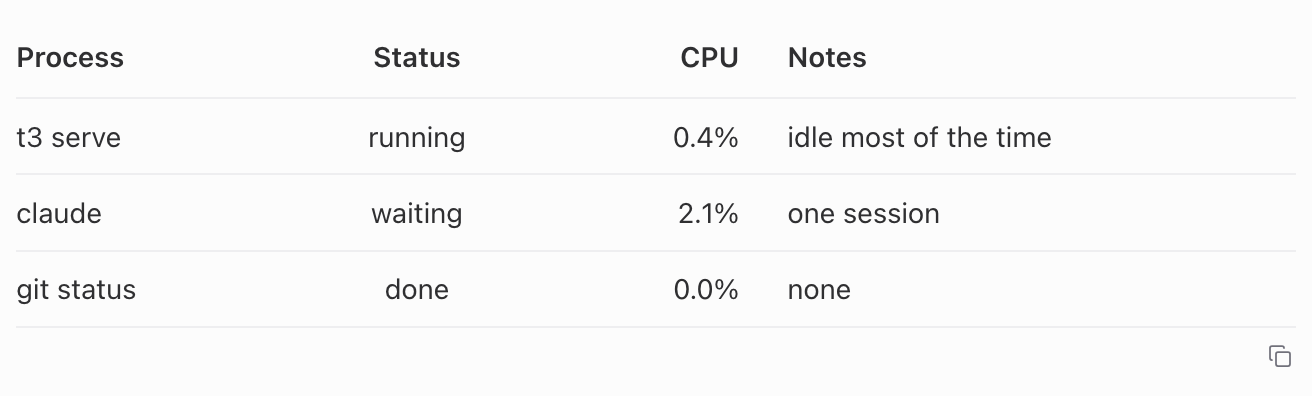 Process Status CPU Notes
t3 serve running 0.4% idle most of the time
claude waiting 2.1% one session
git status done 0.0% none